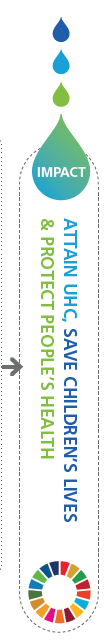 IMPACT
ATTAIN UHC, SAVE CHILDREN'S LIVES
& PROTECT PEOPLE'S HEALTH